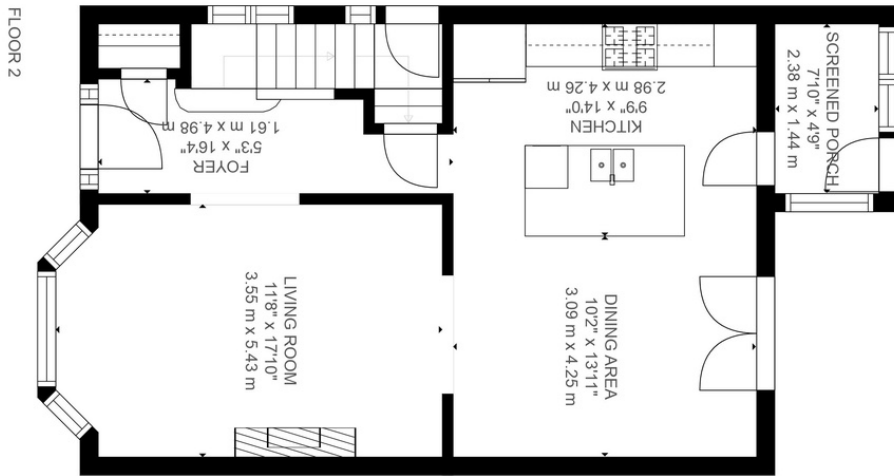 FLOOR 2
FOYER
5'3" x 16'4"
1.61 m x 4.98 m
KITCHEN
9'9" x 14'0"
2.98 m x 4.26 m
SCREENED PORCH
7'10" x 4'9"
2.38 m x 1.44 m
LIVING ROOM
11'8" x 17'10"
3.55 m x 5.43 m
DINING AREA
10'2" x 13'11"
3.09 m x 4.25 m